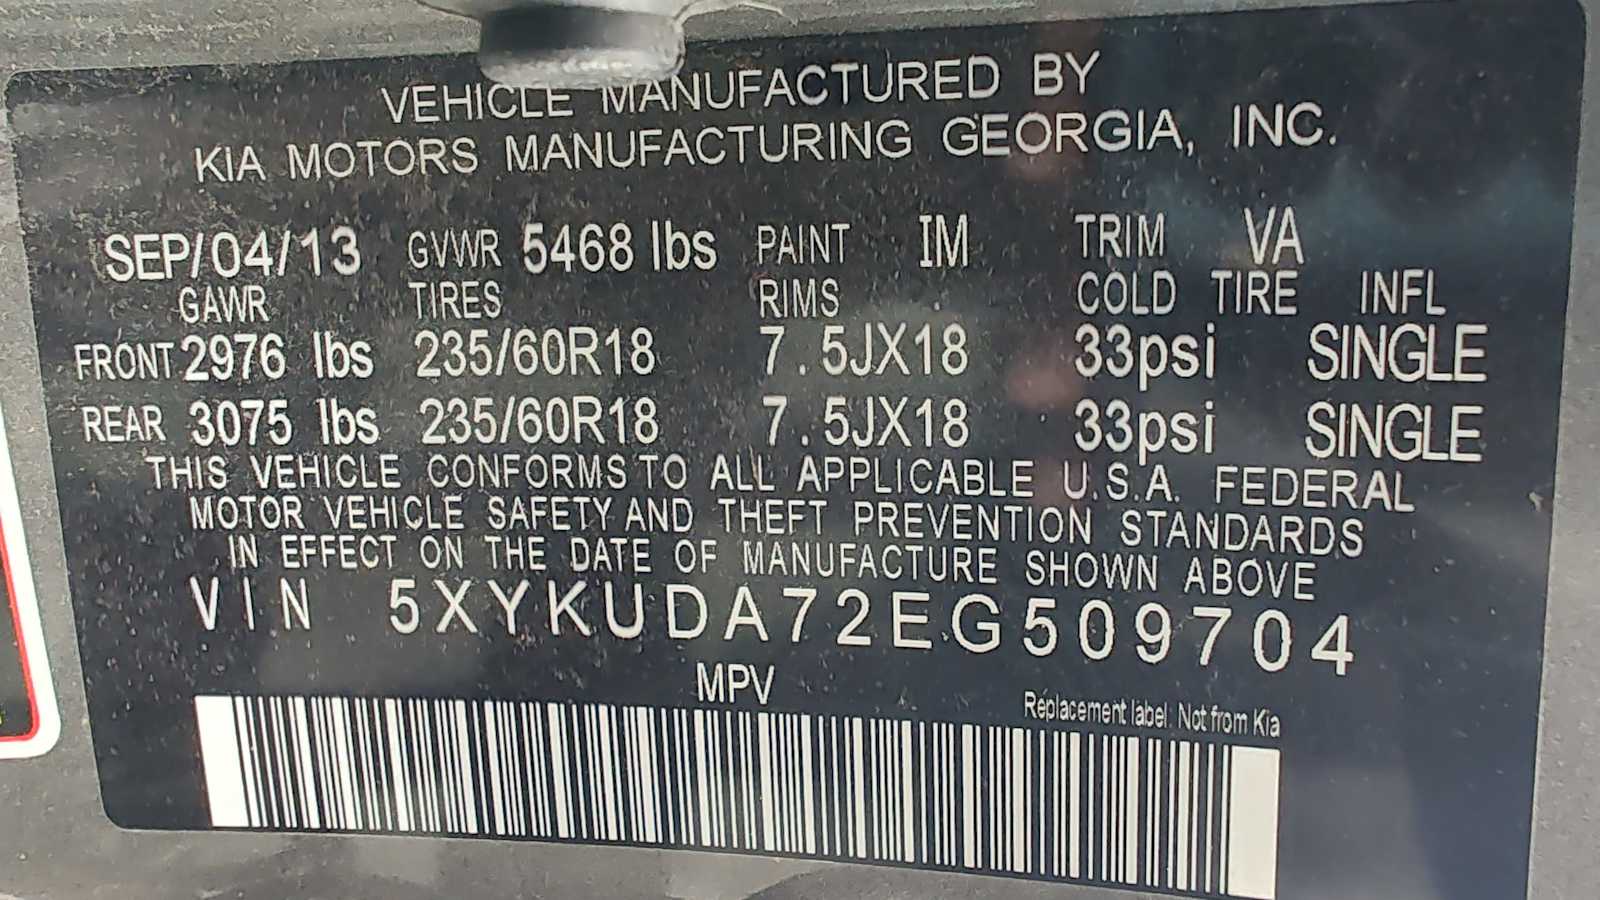 VEHICLE MANUFACTURED BY
KIA MOTORS MANUFACTURING GEORGIA, INC.
SEP/04/13 GVWR 5468 lbs PAINT IM TRIM VA
GAWR TIRES RIMS COLD TIRE INFL
FRONT 2976 lbs 235/60R18 7.5JX18 33psi SINGLE
REAR 3075 lbs 235/60R18 7.5JX18 33psi SINGLE
THIS VEHICLE CONFORMS TO ALL APPLICABLE U.S.A. FEDERAL
MOTOR VEHICLE SAFETY AND THEFT PREVENTION STANDARDS
IN EFFECT ON THE DATE OF MANUFACTURE SHOWN ABOVE
VIN 5XYKUDA72EG509704
MPV
Replacement label: Not from Kia